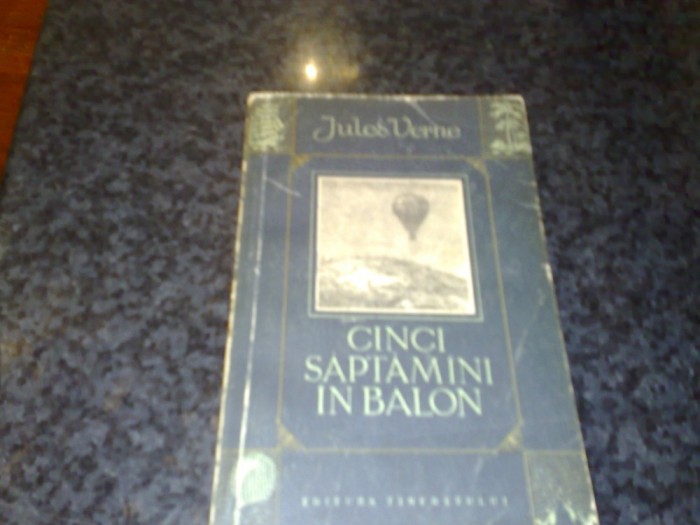 Jules Verne
CINCI
SAPTAMINI
IN BALON
EDITURA TINERETULUI